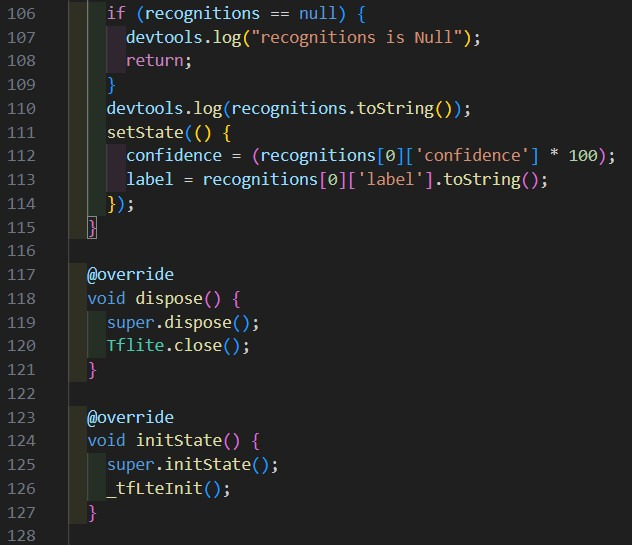 106 if (recognitions == null) {
107 devtools.log("recognitions is Null");
108 return;
109 }
110 devtools.log(recognitions.toString());
111 setState(() {
112 confidence = (recognitions[0]['confidence'] * 100);
113 label = recognitions[0]['label'].toString();
114 });
115 }
116
117 @override
118 void dispose() {
119 super.dispose();
120 Tflite.close();
121 }
122
123 @override
124 void initState() {
125 super.initState();
126 _tfLteInit();
127 }
128